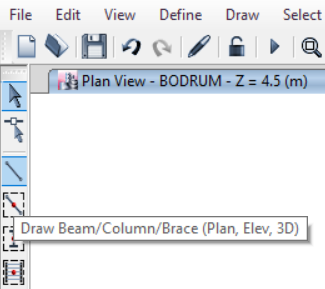 File Edit View Define Draw Select
Plan View - BODRUM - Z = 4.5 (m)
Draw Beam/Column/Brace (Plan, Elev, 3D)